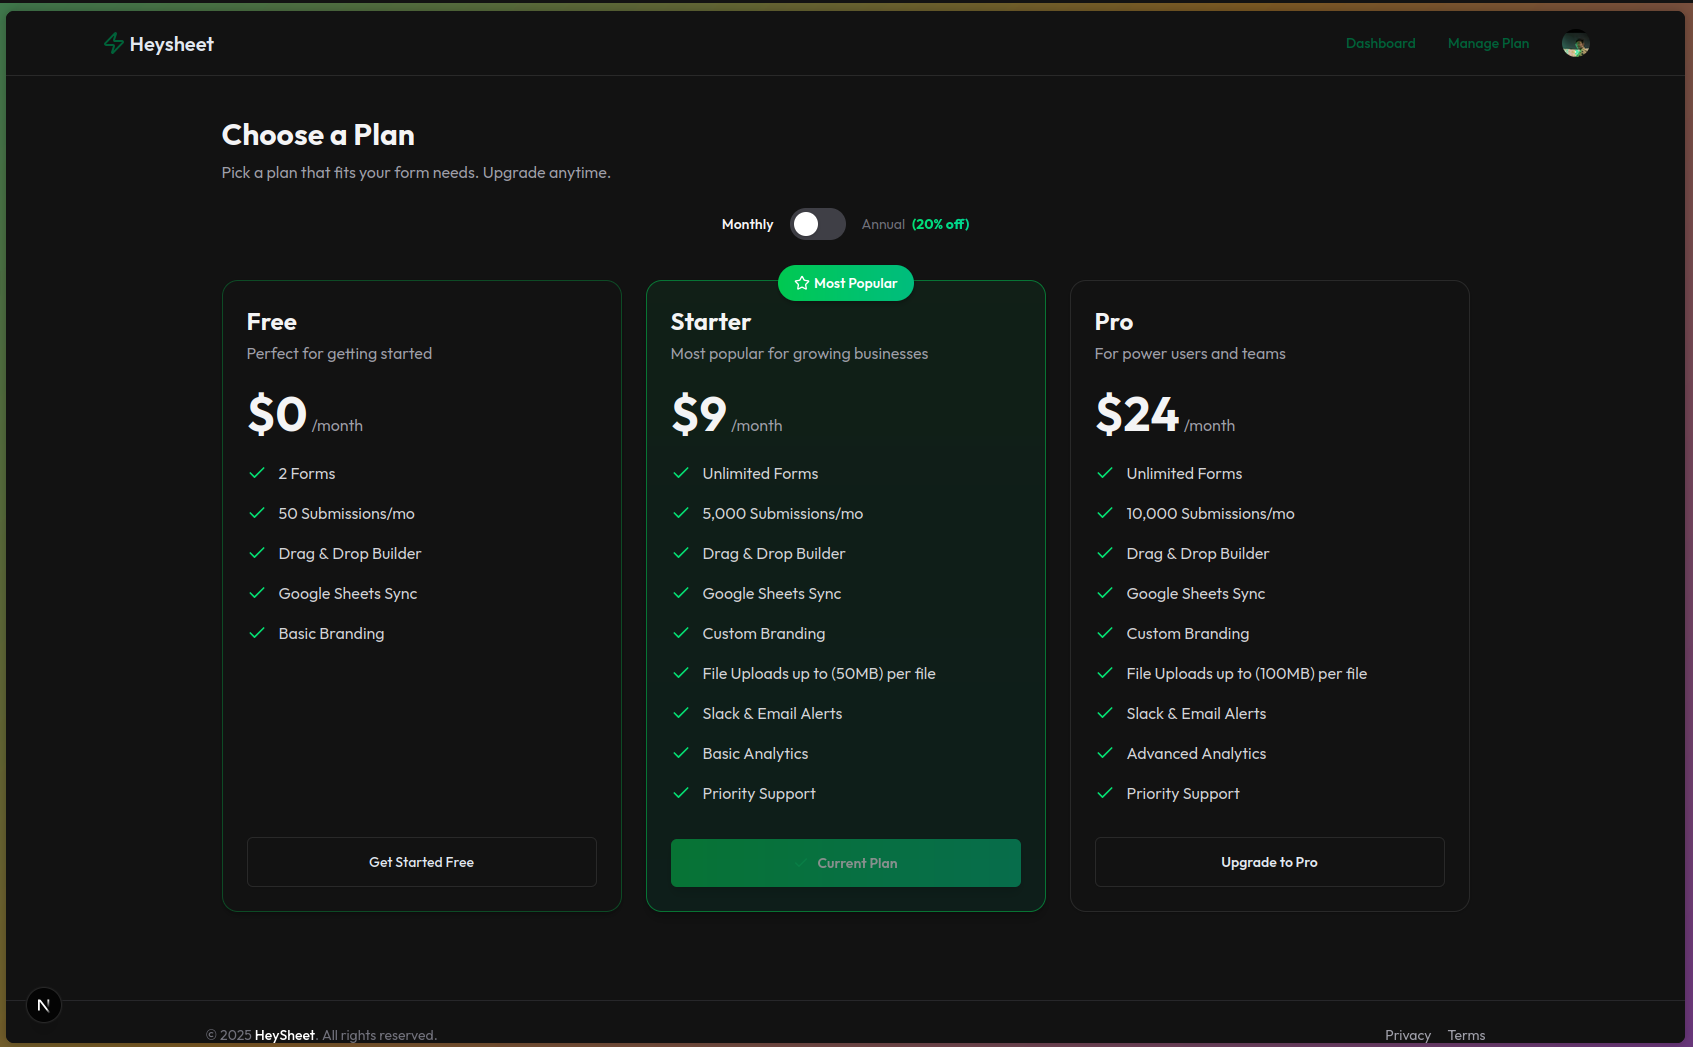 Heysheet
Dashboard
Manage Plan
Choose a Plan
Pick a plan that fits your form needs. Upgrade anytime.
Monthly
Annual (20% off)
Free
Perfect for getting started
$0 /month
2 Forms
50 Submissions/mo
Drag & Drop Builder
Google Sheets Sync
Basic Branding
Get Started Free
Most Popular
Starter
Most popular for growing businesses
$9 /month
Unlimited Forms
5,000 Submissions/mo
Drag & Drop Builder
Google Sheets Sync
Custom Branding
File Uploads up to (50MB) per file
Slack & Email Alerts
Basic Analytics
Priority Support
Current Plan
Pro
For power users and teams
$24 /month
Unlimited Forms
10,000 Submissions/mo
Drag & Drop Builder
Google Sheets Sync
Custom Branding
File Uploads up to (100MB) per file
Slack & Email Alerts
Advanced Analytics
Priority Support
Upgrade to Pro
N
© 2025 HeySheet. All rights reserved.
Privacy
Terms